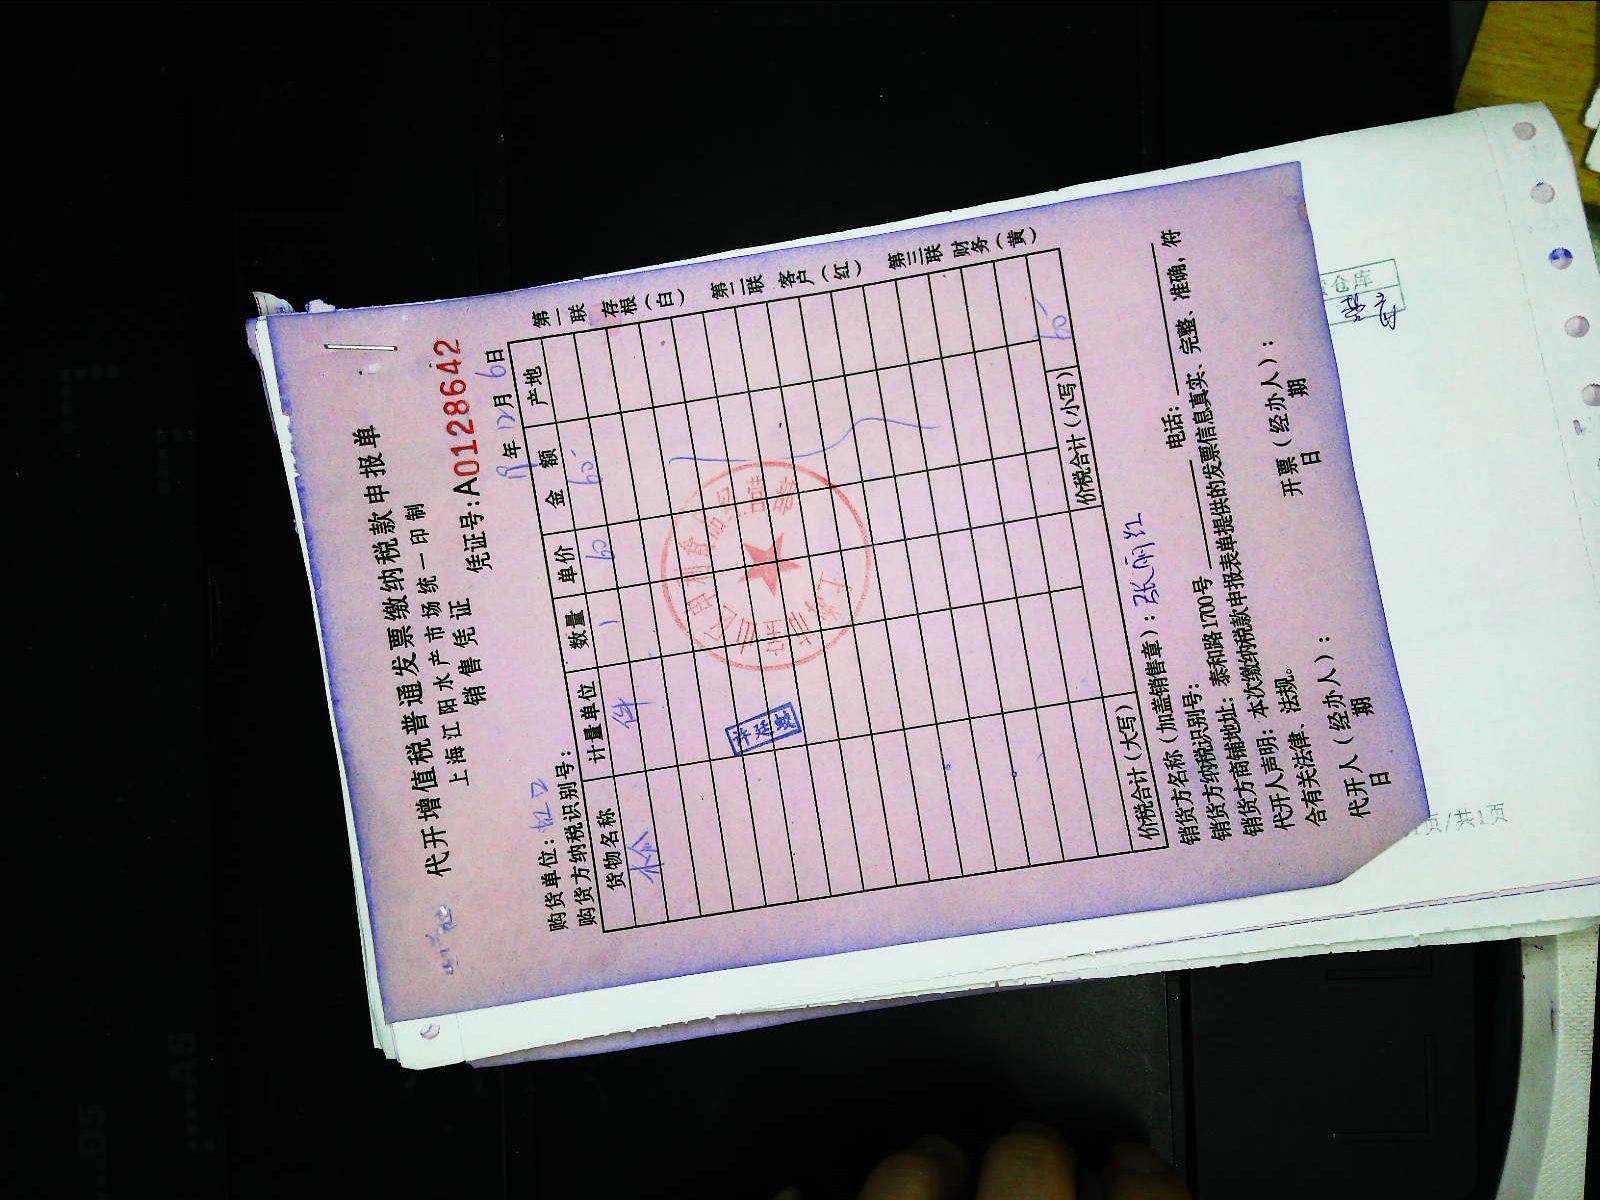 代开增值税普通发票缴纳税款申报单
上海江阳水产市场统一印制
销售凭证 凭证号:A0128642
19年12月6日
购货单位：虹口
购货方纳税识别号：
货物名称 计量单位 数量 单价 金额 产地
件 1 60 60-
价税合计(大写) 价税合计(小写) 60-
第一联 存根(白) 第二联 客户(红) 第三联 财务(黄)
销货方名称(加盖销售章)：张丽红
销货方纳税识别号： 电话：
销货方商铺地址：泰和路1700号
代开人声明：本次缴纳税款申报表单提供的发票信息真实、完整、准确，符
合有关法律、法规。
代开人(经办人)： 开票(经办人)：
日 期 日 期
仓库
页/共1页